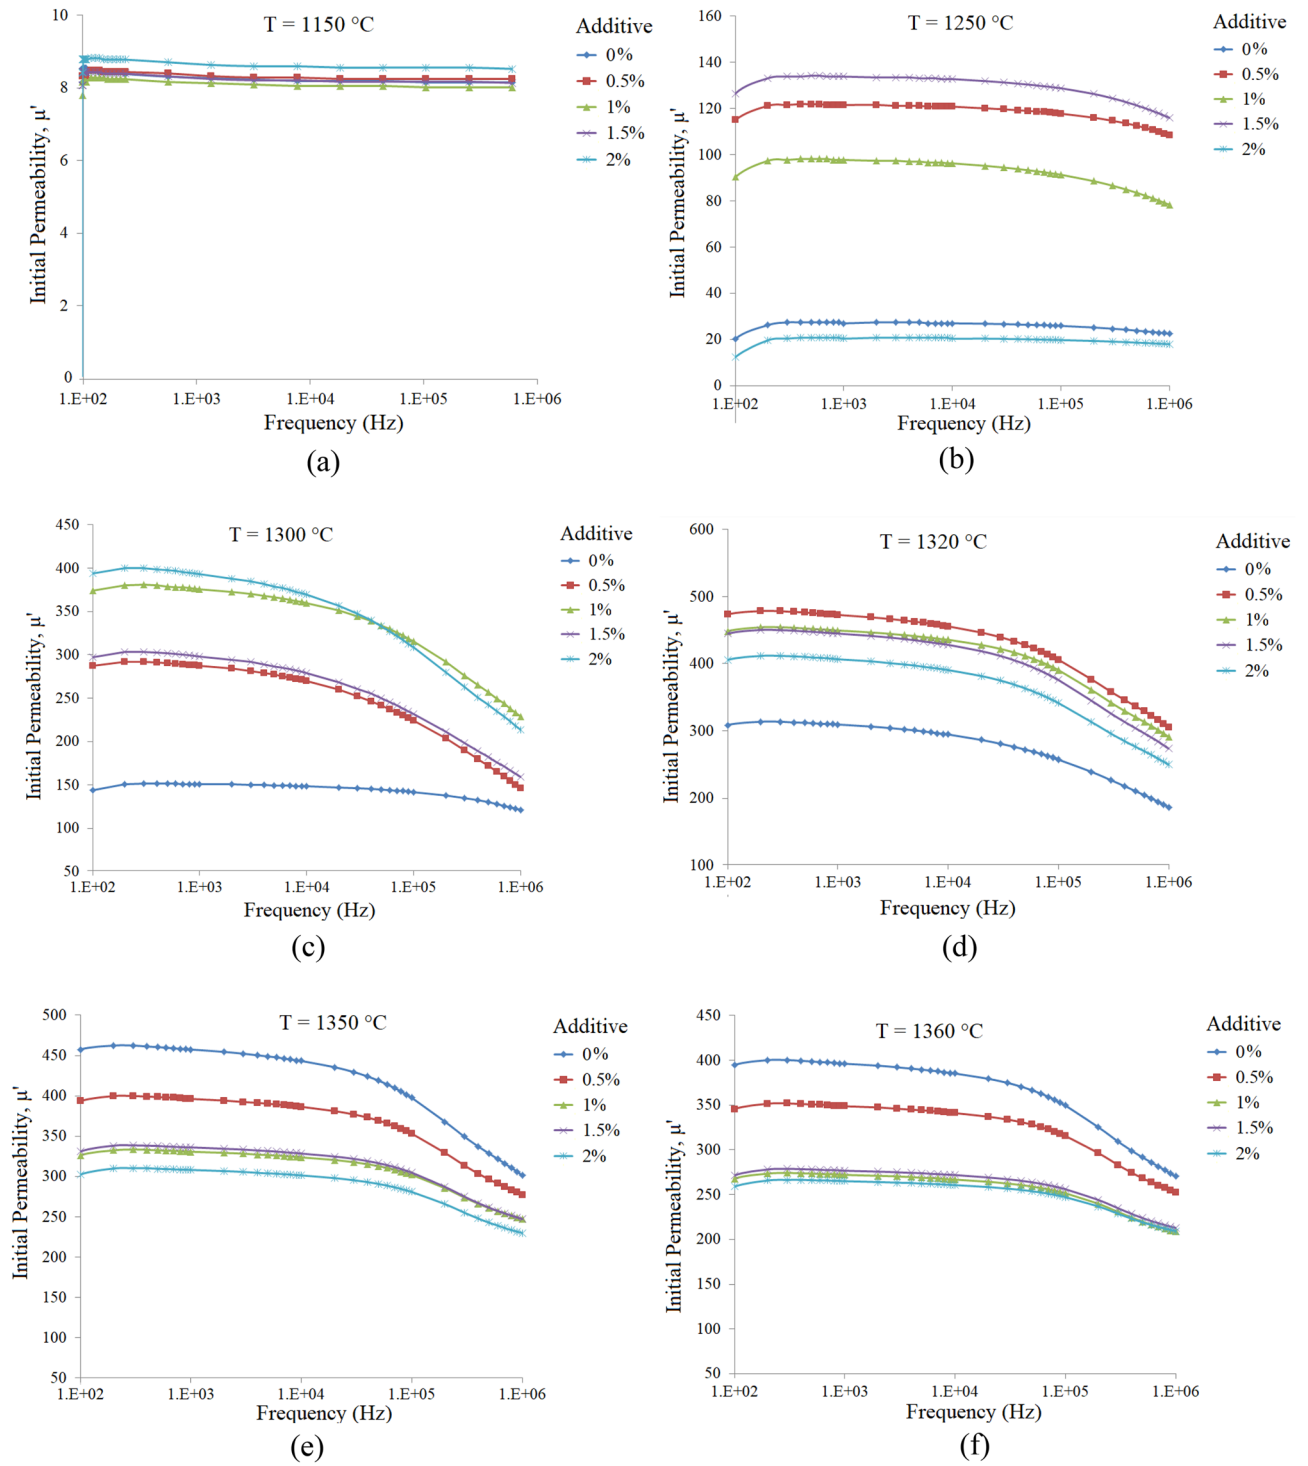 T = 1150 °C
Initial Permeability, μ'
10
8
6
4
2
0
1.E+02 1.E+03 1.E+04 1.E+05 1.E+06
Frequency (Hz)
Additive
0%
0.5%
1%
1.5%
2%
(a)
T = 1250 °C
Initial Permeability, μ'
160
140
120
100
80
60
40
20
0
1.E+02 1.E+03 1.E+04 1.E+05 1.E+06
Frequency (Hz)
Additive
0%
0.5%
1%
1.5%
2%
(b)
T = 1300 °C
Initial Permeability, μ'
450
400
350
300
250
200
150
100
50
1.E+02 1.E+03 1.E+04 1.E+05 1.E+06
Frequency (Hz)
Additive
0%
0.5%
1%
1.5%
2%
(c)
T = 1320 °C
Initial Permeability, μ'
600
500
400
300
200
100
1.E+02 1.E+03 1.E+04 1.E+05 1.E+06
Frequency (Hz)
Additive
0%
0.5%
1%
1.5%
2%
(d)
T = 1350 °C
Initial Permeability, μ'
500
450
400
350
300
250
200
150
100
50
1.E+02 1.E+03 1.E+04 1.E+05 1.E+06
Frequency (Hz)
Additive
0%
0.5%
1%
1.5%
2%
(e)
T = 1360 °C
Initial Permeability, μ'
450
400
350
300
250
200
150
100
50
1.E+02 1.E+03 1.E+04 1.E+05 1.E+06
Frequency (Hz)
Additive
0%
0.5%
1%
1.5%
2%
(f)